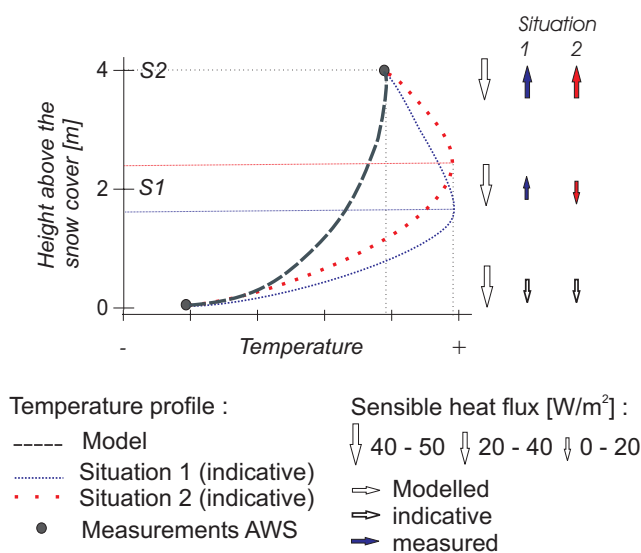 Situation
1 2
4 S2
Height above the
snow cover [m]
2 S1
0
- Temperature +
Temperature profile :
Model
Situation 1 (indicative)
Situation 2 (indicative)
Measurements AWS
Sensible heat flux [W/m²] :
40 - 50 20 - 40 0 - 20
Modelled
indicative
measured